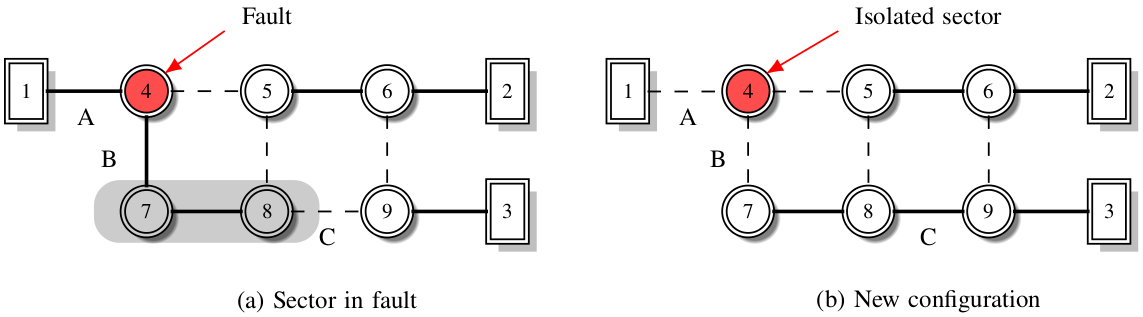 Fault
Isolated sector
1 4 5 6 2
1 4 5 6 2
A
A
B
B
7 8 9 3
7 8 9 3
C
C
(a) Sector in fault
(b) New configuration